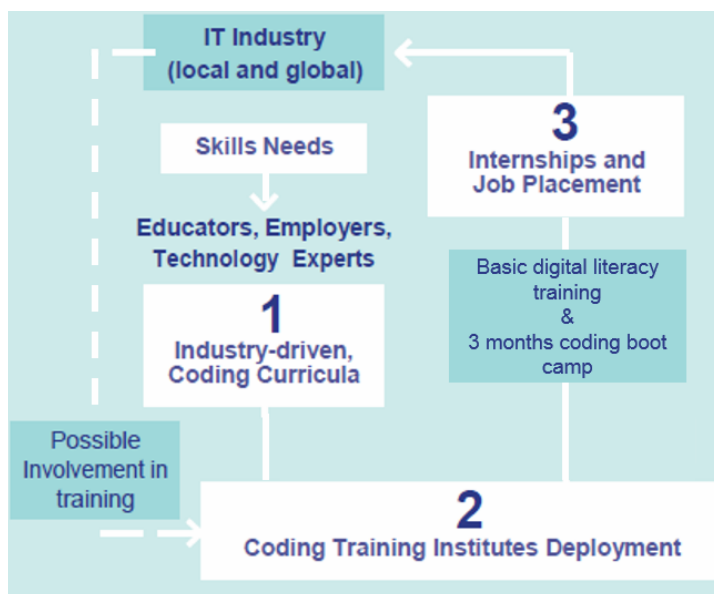 IT Industry
(local and global)
Skills Needs
Educators, Employers,
Technology Experts
1
Industry-driven,
Coding Curricula
3
Internships and
Job Placement
Basic digital literacy
training
&
3 months coding boot
camp
Possible
Involvement in
training
2
Coding Training Institutes Deployment